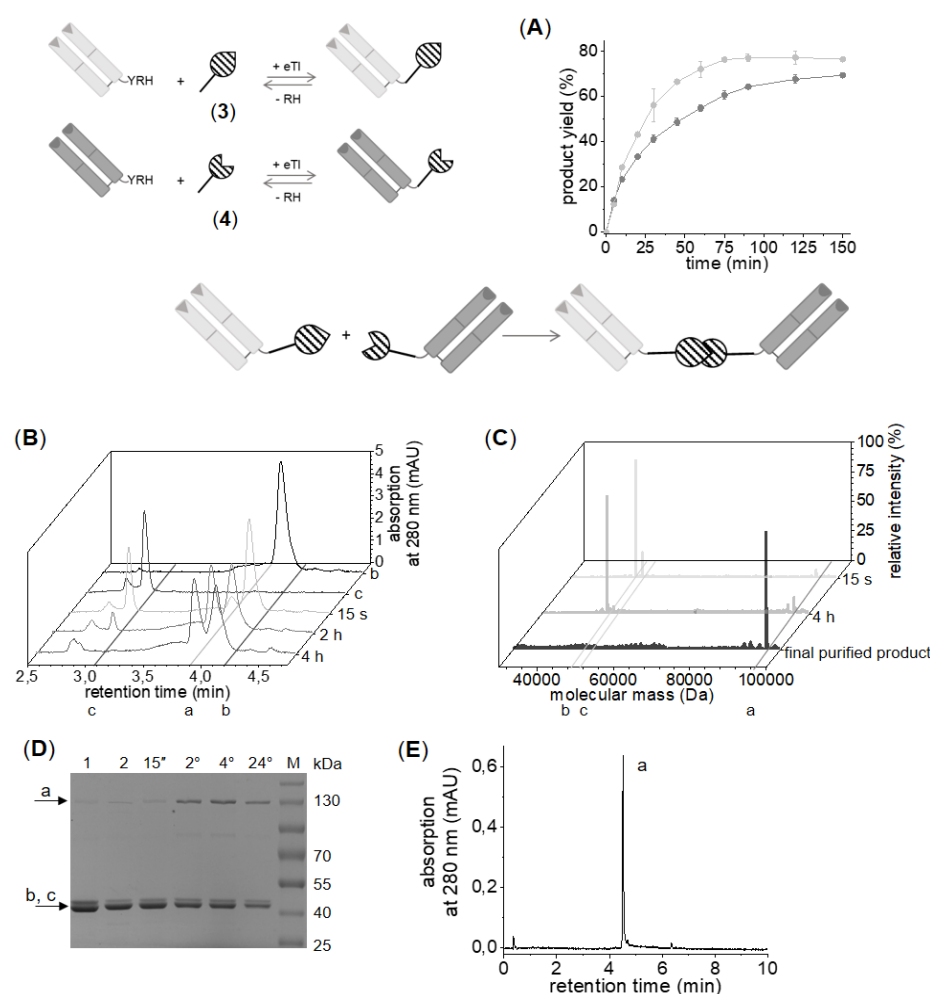 (A)
YRH
+
+ eTl
- RH
(3)
YRH
+
+ eTl
- RH
(4)
product yield (%)
80
60
40
20
0
0 25 50 75 100 125 150
time (min)
+
(B)
5
4
3
2
1
0
absorption
at 280 nm (mAU)
b
c
15 s
2 h
4 h
2,5 3,0 3,5 4,0 4,5
retention time (min)
c a b
(C)
100
75
50
25
0
relative intensity (%)
15 s
4 h
final purified product
40000 60000 80000 100000
molecular mass (Da)
b c a
(D)
1 2 15″ 2° 4° 24° M kDa
a
130
70
55
b, c
40
25
(E)
absorption
at 280 nm (mAU)
0,6
0,4
0,2
0,0
a
0 2 4 6 8 10
retention time (min)